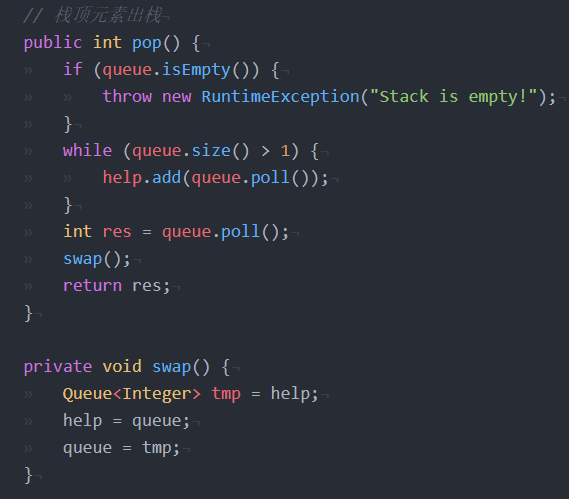 // 栈顶元素出栈
public int pop() {
    if (queue.isEmpty()) {
        throw new RuntimeException("Stack is empty!");
    }
    while (queue.size() > 1) {
        help.add(queue.poll());
    }
    int res = queue.poll();
    swap();
    return res;
}

private void swap() {
    Queue<Integer> tmp = help;
    help = queue;
    queue = tmp;
}